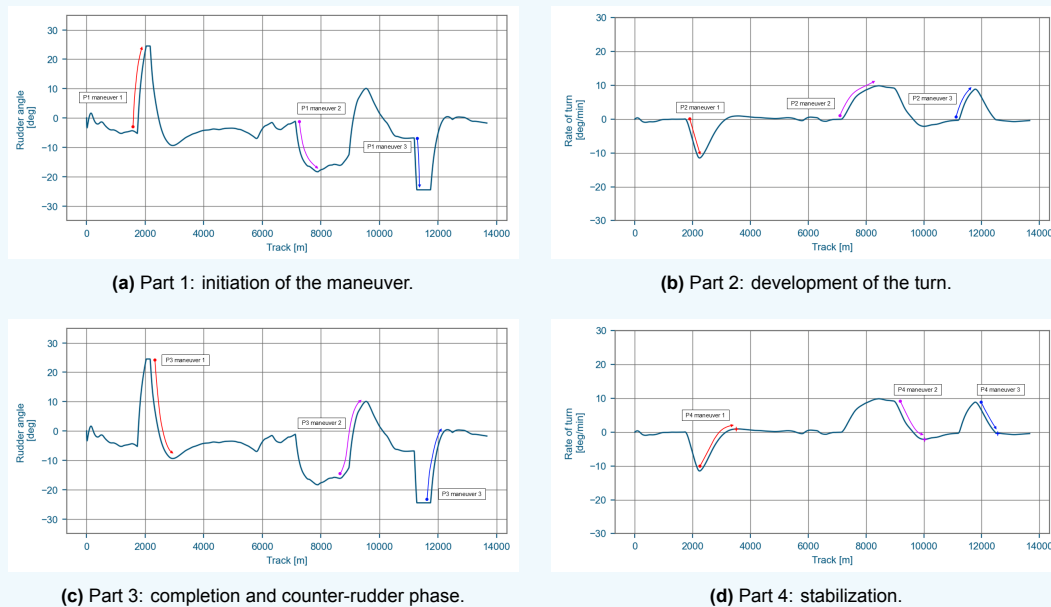 30
20
10
0
−10
−20
−30
Rudder angle
[deg]
P1 maneuver 1
P1 maneuver 2
P1 maneuver 3
0
2000
4000
6000
8000
10000
12000
14000
Track [m]
(a) Part 1: initiation of the maneuver.
30
20
10
0
−10
−20
−30
Rate of turn
[deg/min]
P2 maneuver 1
P2 maneuver 2
P2 maneuver 3
0
2000
4000
6000
8000
10000
12000
14000
Track [m]
(b) Part 2: development of the turn.
30
20
10
0
−10
−20
−30
Rudder angle
[deg]
P3 maneuver 1
P3 maneuver 2
P3 maneuver 3
0
2000
4000
6000
8000
10000
12000
14000
Track [m]
(c) Part 3: completion and counter-rudder phase.
30
20
10
0
−10
−20
−30
Rate of turn
[deg/min]
P4 maneuver 1
P4 maneuver 2
P4 maneuver 3
0
2000
4000
6000
8000
10000
12000
14000
Track [m]
(d) Part 4: stabilization.